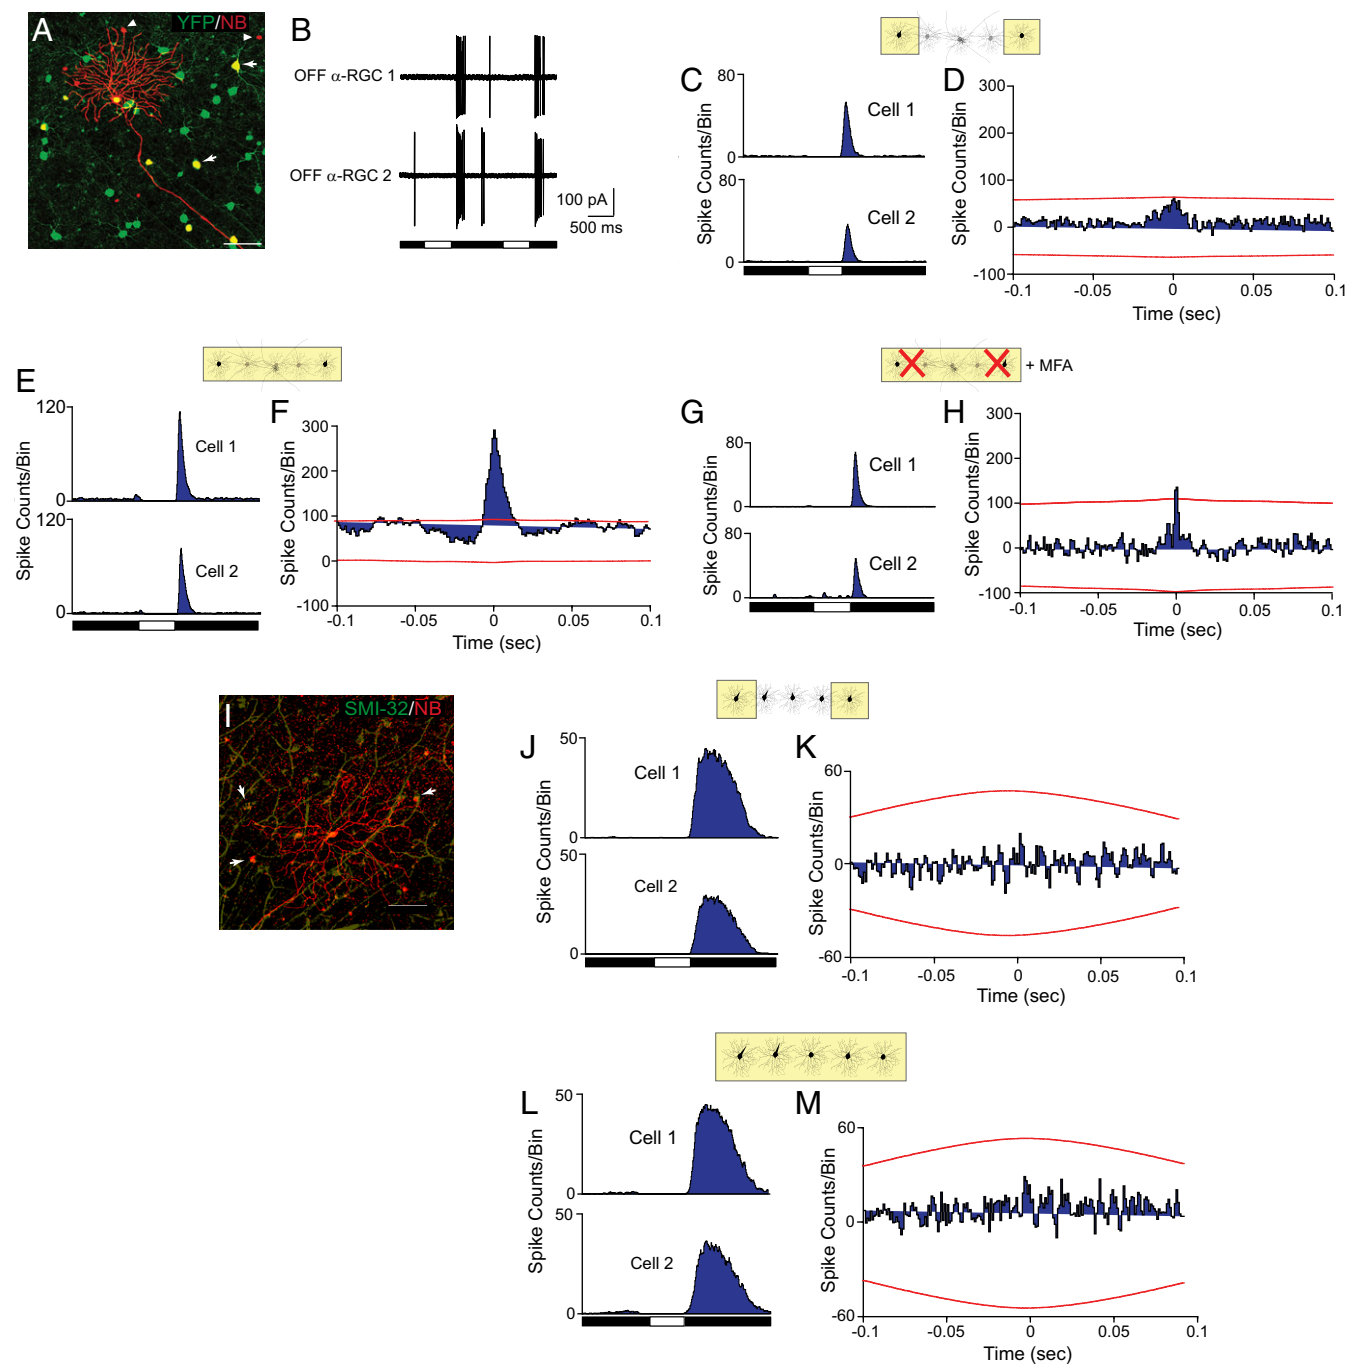 A
YFP/NB
B
OFF α-RGC 1
OFF α-RGC 2
100 pA
500 ms
C
Spike Counts/Bin
80
0
Cell 1
80
0
Cell 2
D
Spike Counts/Bin
300
200
100
0
-100
-0.1
-0.05
0
0.05
0.1
Time (sec)
E
Spike Counts/Bin
120
0
Cell 1
120
0
Cell 2
F
Spike Counts/Bin
300
200
100
0
-100
-0.1
-0.05
0
0.05
0.1
Time (sec)
+ MFA
G
Spike Counts/Bin
80
0
Cell 1
80
0
Cell 2
H
Spike Counts/Bin
300
200
100
0
-100
-0.1
-0.05
0
0.05
0.1
Time (sec)
I
SMI-32/NB
J
Spike Counts/Bin
50
0
Cell 1
50
0
Cell 2
K
Spike Counts/Bin
60
0
-60
-0.1
-0.05
0
0.05
0.1
Time (sec)
L
Spike Counts/Bin
50
0
Cell 1
50
0
Cell 2
M
Spike Counts/Bin
60
0
-60
-0.1
-0.05
0
0.05
0.1
Time (sec)